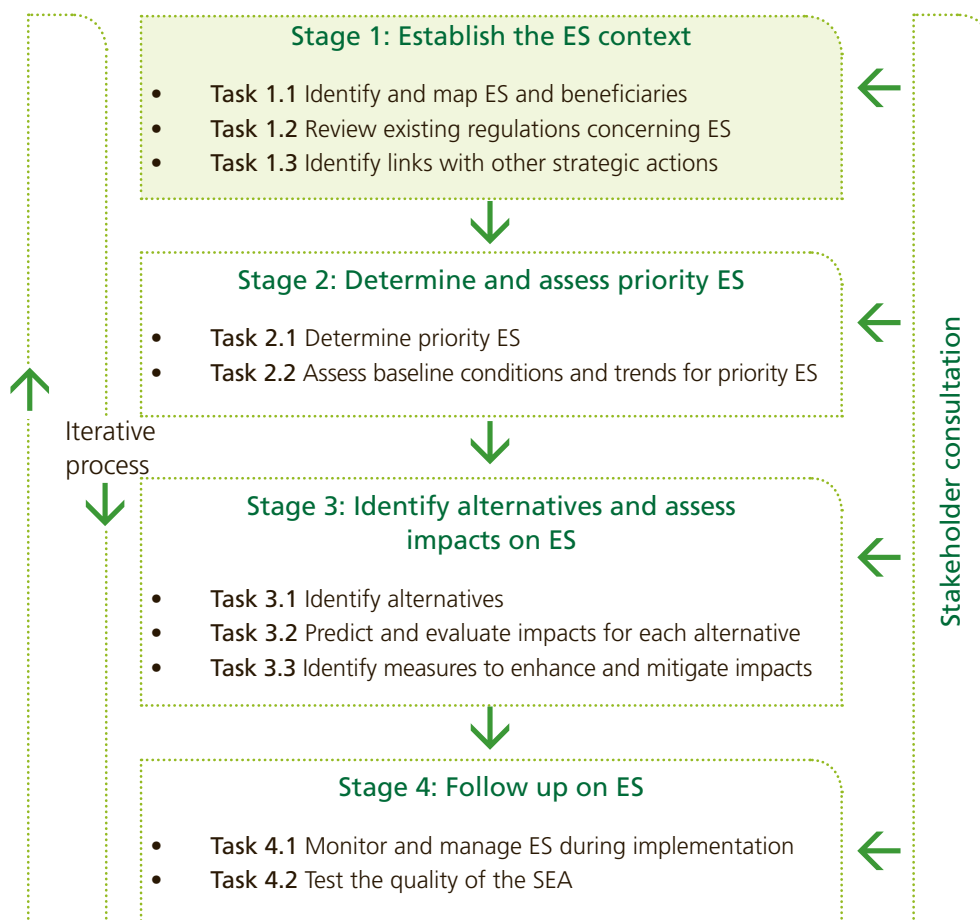 Stage 1: Establish the ES context
• Task 1.1 Identify and map ES and beneficiaries
• Task 1.2 Review existing regulations concerning ES
• Task 1.3 Identify links with other strategic actions
Stage 2: Determine and assess priority ES
• Task 2.1 Determine priority ES
• Task 2.2 Assess baseline conditions and trends for priority ES
Iterative
process
Stage 3: Identify alternatives and assess
impacts on ES
• Task 3.1 Identify alternatives
• Task 3.2 Predict and evaluate impacts for each alternative
• Task 3.3 Identify measures to enhance and mitigate impacts
Stage 4: Follow up on ES
• Task 4.1 Monitor and manage ES during implementation
• Task 4.2 Test the quality of the SEA
Stakeholder consultation